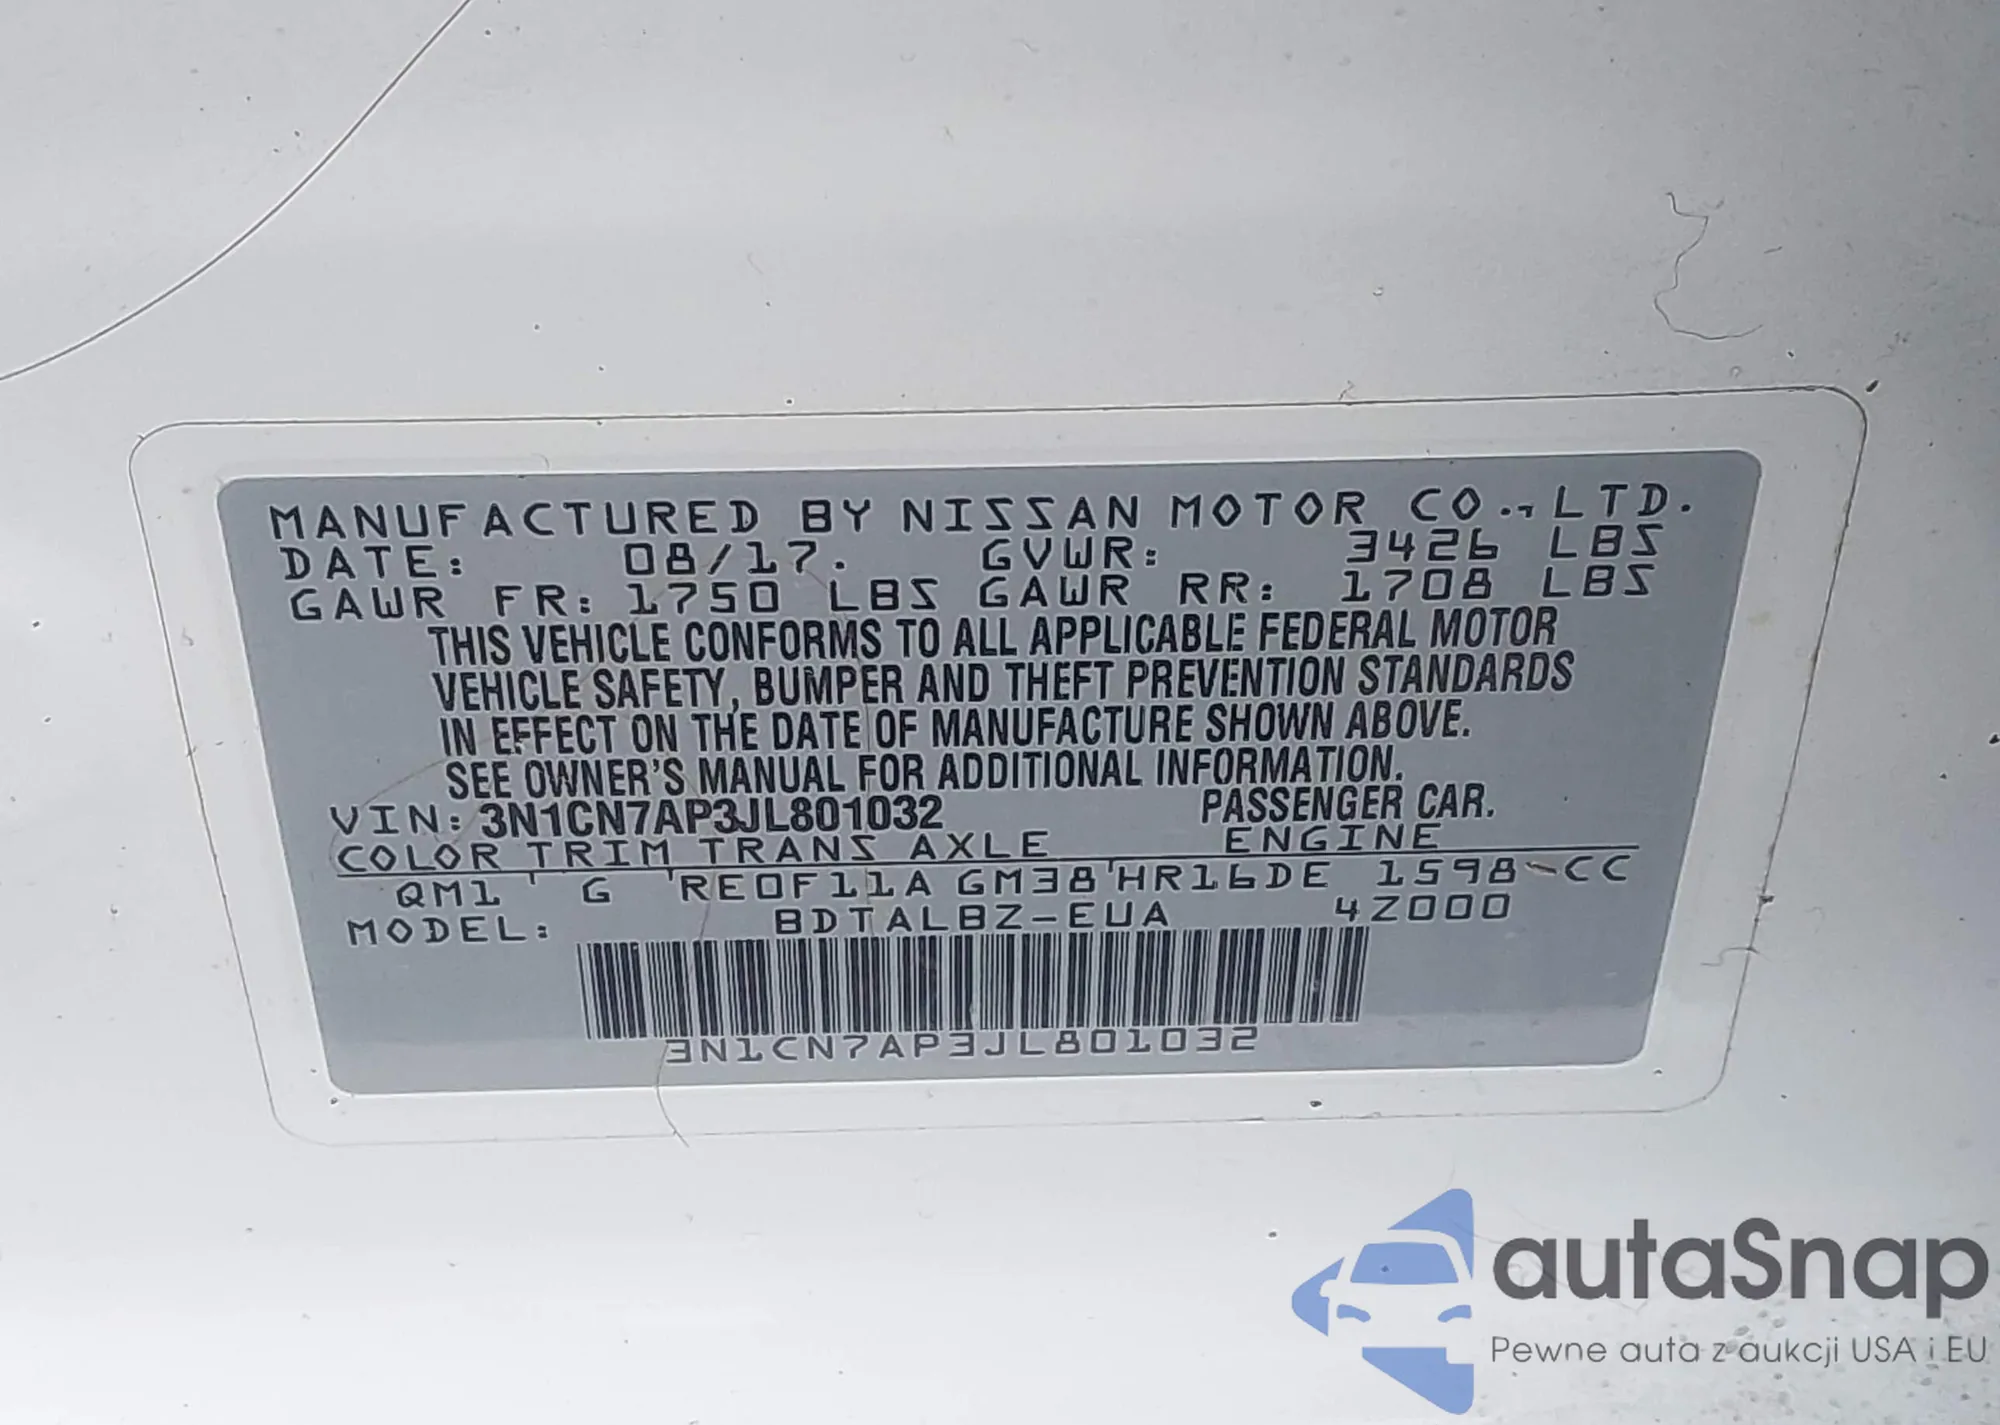 MANUFACTURED BY NISSAN MOTOR CO., LTD.
DATE: 08/17. GVWR: 3426 LBS
GAWR FR: 1750 LBS GAWR RR: 1708 LBS
THIS VEHICLE CONFORMS TO ALL APPLICABLE FEDERAL MOTOR
VEHICLE SAFETY, BUMPER AND THEFT PREVENTION STANDARDS
IN EFFECT ON THE DATE OF MANUFACTURE SHOWN ABOVE.
SEE OWNER'S MANUAL FOR ADDITIONAL INFORMATION.
VIN: 3N1CN7AP3JL801032 PASSENGER CAR.
COLOR TRIM TRANS AXLE ENGINE
QM1 G RE0F11A GM38 HR16DE 1598-CC
MODEL: BDTALBZ-EUA 4Z000
3N1CN7AP3JL801032
autaSnap
Pewne auta z aukcji USA i EU